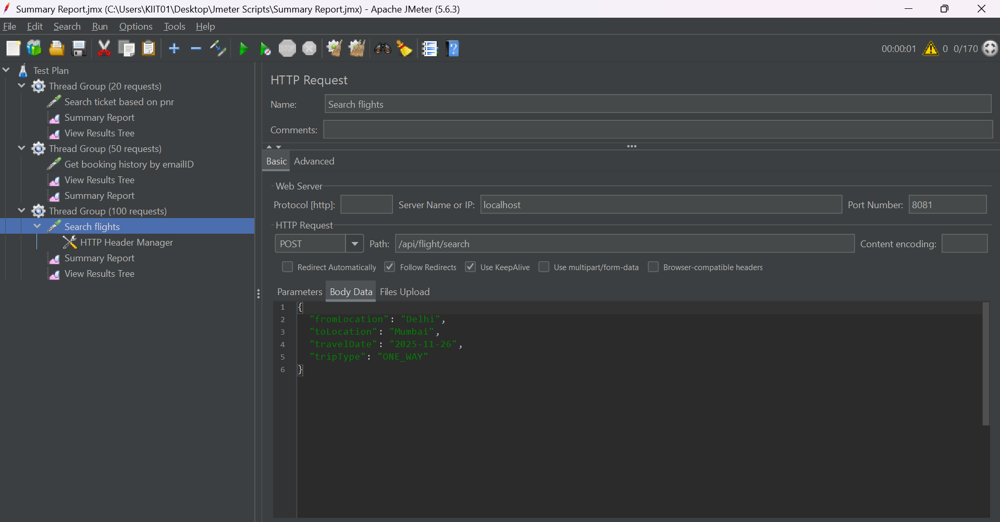 Summary Report.jmx (C:\Users\KIIT01\Desktop\Jmeter Scripts\Summary Report.jmx) - Apache JMeter (5.6.3)
File Edit Search Run Options Tools Help
STOP
00:00:01 0 0/170
Test Plan
Thread Group (20 requests)
Search ticket based on pnr
Summary Report
View Results Tree
Thread Group (50 requests)
Get booking history by emailID
View Results Tree
Summary Report
Thread Group (100 requests)
Search flights
HTTP Header Manager
Summary Report
View Results Tree
HTTP Request
Name: Search flights
Comments:
Basic Advanced
Web Server
Protocol [http]: Server Name or IP: localhost Port Number: 8081
HTTP Request
POST Path: /api/flight/search Content encoding:
Redirect Automatically Follow Redirects Use KeepAlive Use multipart/form-data Browser-compatible headers
Parameters Body Data Files Upload
1 {
2 "fromLocation": "Delhi",
3 "toLocation": "Mumbai",
4 "travelDate": "2025-11-26",
5 "tripType": "ONE_WAY"
6 }